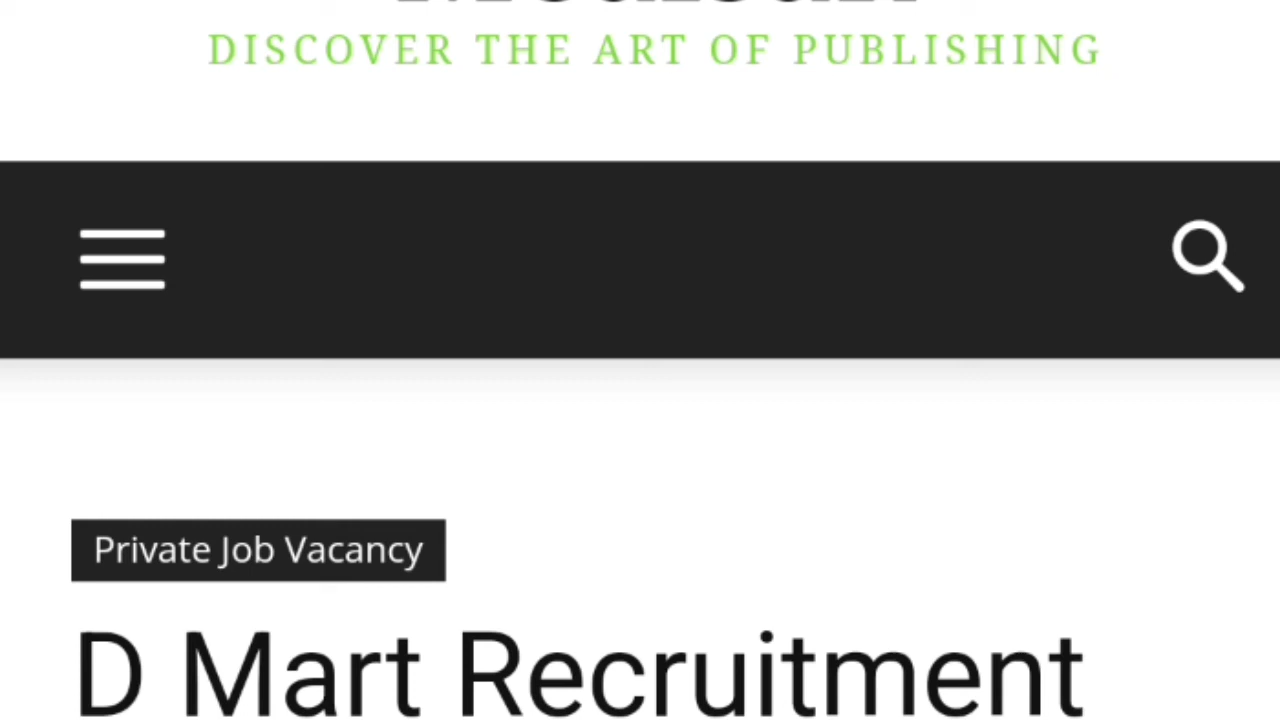 DISCOVER THE ART OF PUBLISHING
Private Job Vacancy
D Mart Recruitment